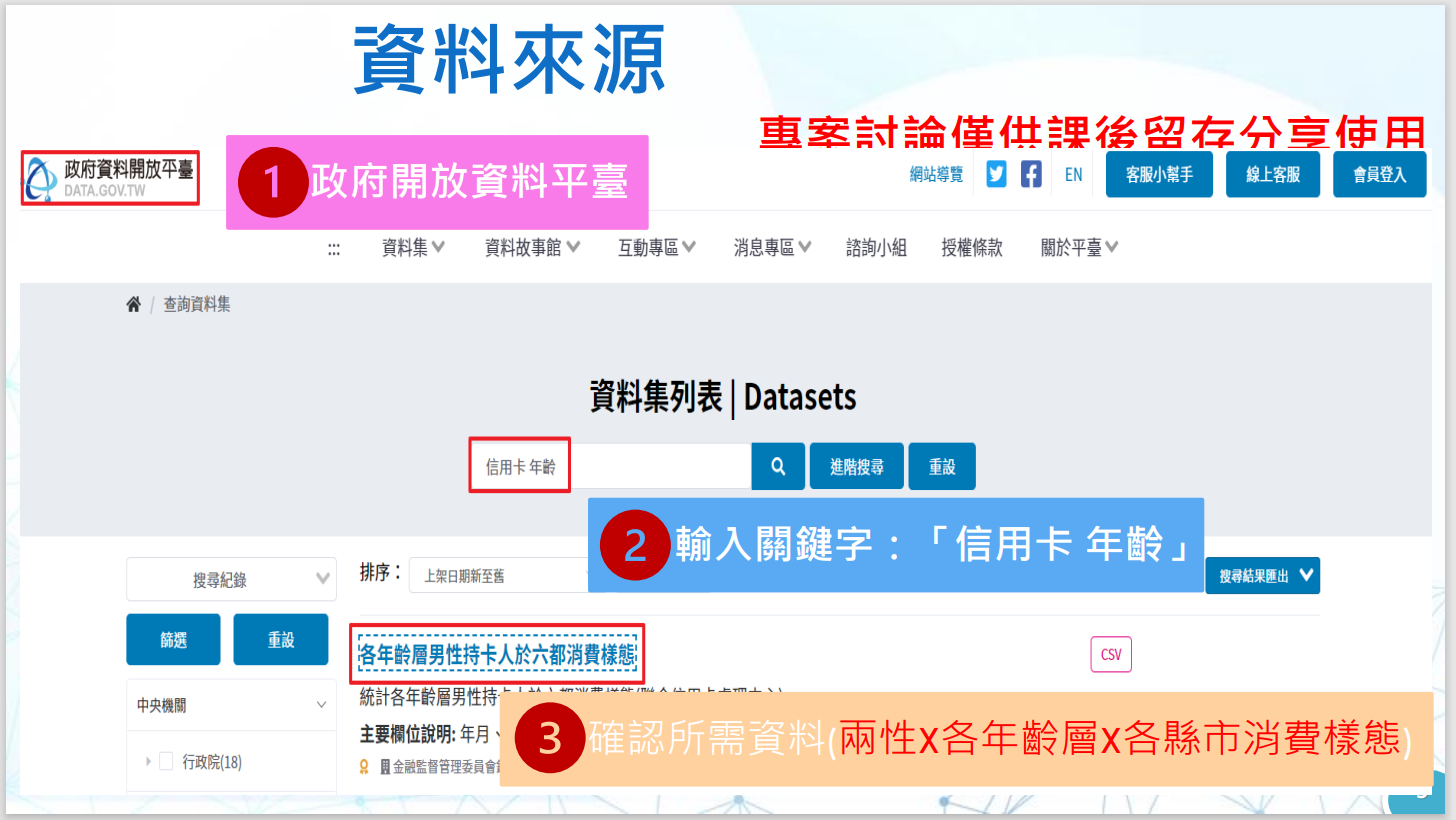 資料來源
專案討論僅供課後留存分享使用
政府資料開放平臺
DATA.GOV.TW
1 政府開放資料平臺
網站導覽 EN 客服小幫手 線上客服 會員登入
::: 資料集 資料故事館 互動專區 消息專區 諮詢小組 授權條款 關於平臺
/ 查詢資料集
資料集列表 | Datasets
信用卡 年齡 進階搜尋 重設
2 輸入關鍵字：「信用卡 年齡」
搜尋紀錄 排序： 上架日期新至舊 搜尋結果匯出
篩選 重設
各年齡層男性持卡人於六都消費樣態 CSV
統計各年齡層男性持
中央機關
主要欄位說明: 年月、
3 確認所需資料(兩性X各年齡層X各縣市消費樣態)
行政院(18)
金融監督管理委員會